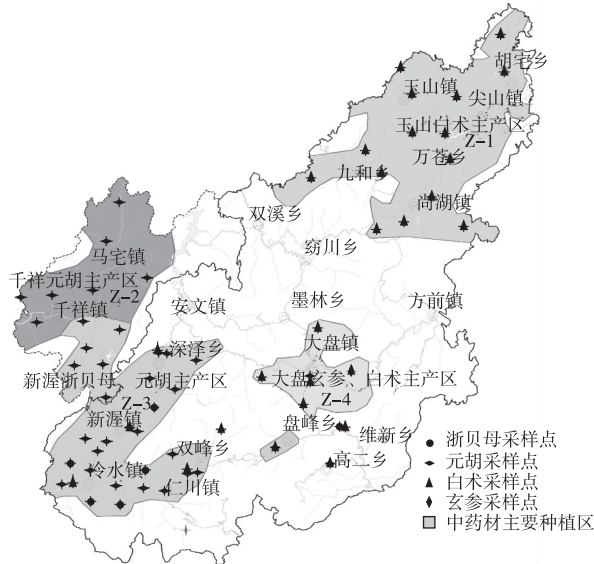 胡宅乡
玉山镇
尖山镇
玉山白术主产区
Z-1
万苍乡
九和乡
尚湖镇
双溪乡
窈川乡
马宅镇
千祥元胡主产区
Z-2
千祥镇
安文镇
墨林乡
方前镇
大盘镇
深泽乡
新渥浙贝母、元胡主产区
大盘玄参、白术主产区
Z-3
Z-4
新渥镇
盘峰乡
维新乡
双峰乡
冷水镇
高二乡
仁川镇
浙贝母采样点
元胡采样点
白术采样点
玄参采样点
中药材主要种植区